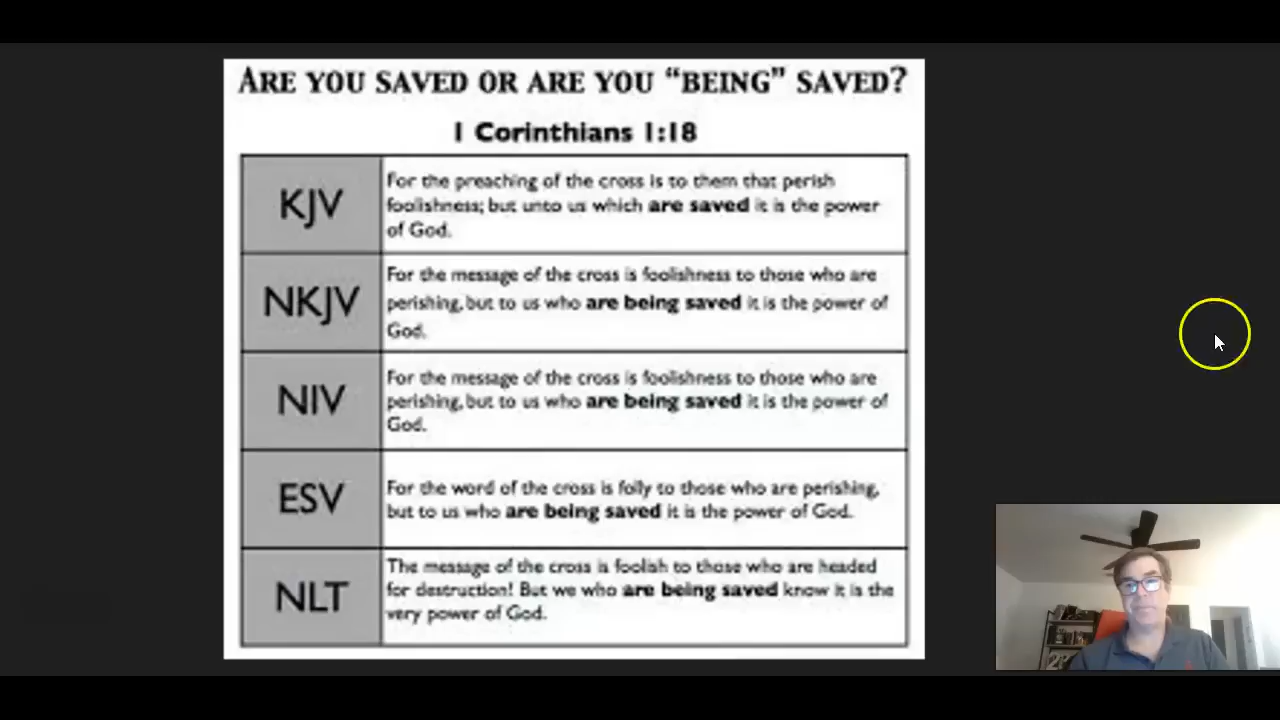 ARE YOU SAVED OR ARE YOU "BEING" SAVED?
1 Corinthians 1:18
KJV
For the preaching of the cross is to them that perish
foolishness; but unto us which are saved it is the power
of God.
NKJV
For the message of the cross is foolishness to those who are
perishing, but to us who are being saved it is the power of
God.
NIV
For the message of the cross is foolishness to those who are
perishing, but to us who are being saved it is the power of
God.
ESV
For the word of the cross is folly to those who are perishing,
but to us who are being saved it is the power of God.
NLT
The message of the cross is foolish to those who are headed
for destruction! But we who are being saved know it is the
very power of God.